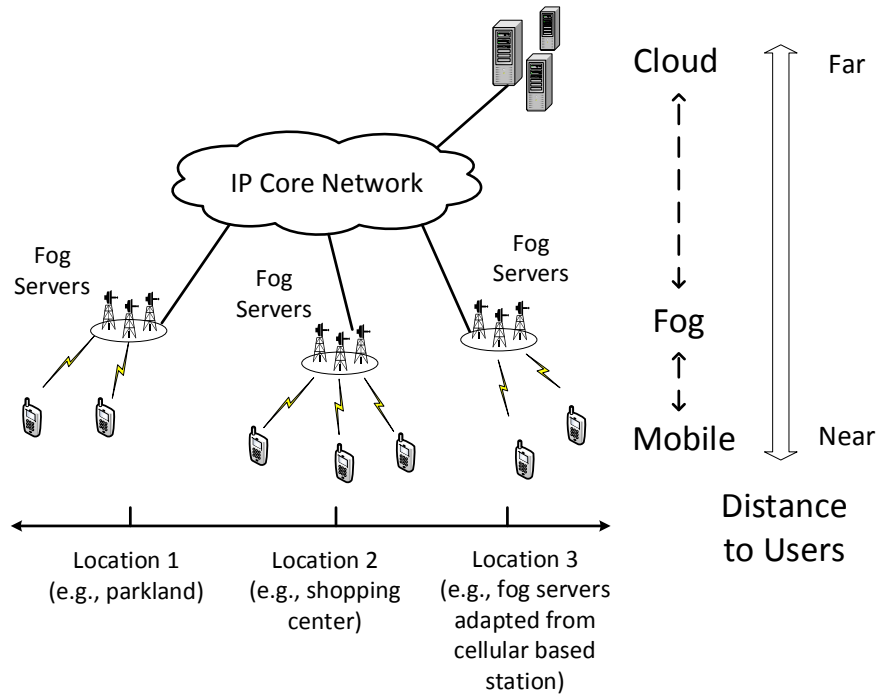 Cloud
Far
IP Core Network
Fog
Servers
Fog
Servers
Fog
Servers
Fog
Mobile
Near
Distance
to Users
Location 1
(e.g., parkland)
Location 2
(e.g., shopping
center)
Location 3
(e.g., fog servers
adapted from
cellular based
station)